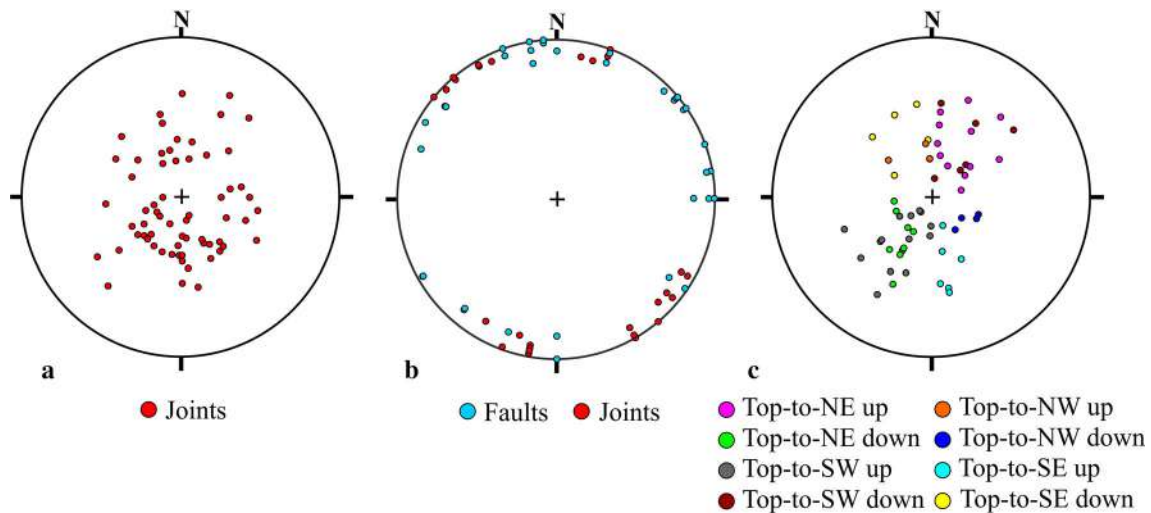 N
N
N
a
b
c
Joints
Faults
Joints
Top-to-NE up
Top-to-NW up
Top-to-NE down
Top-to-NW down
Top-to-SW up
Top-to-SE up
Top-to-SW down
Top-to-SE down